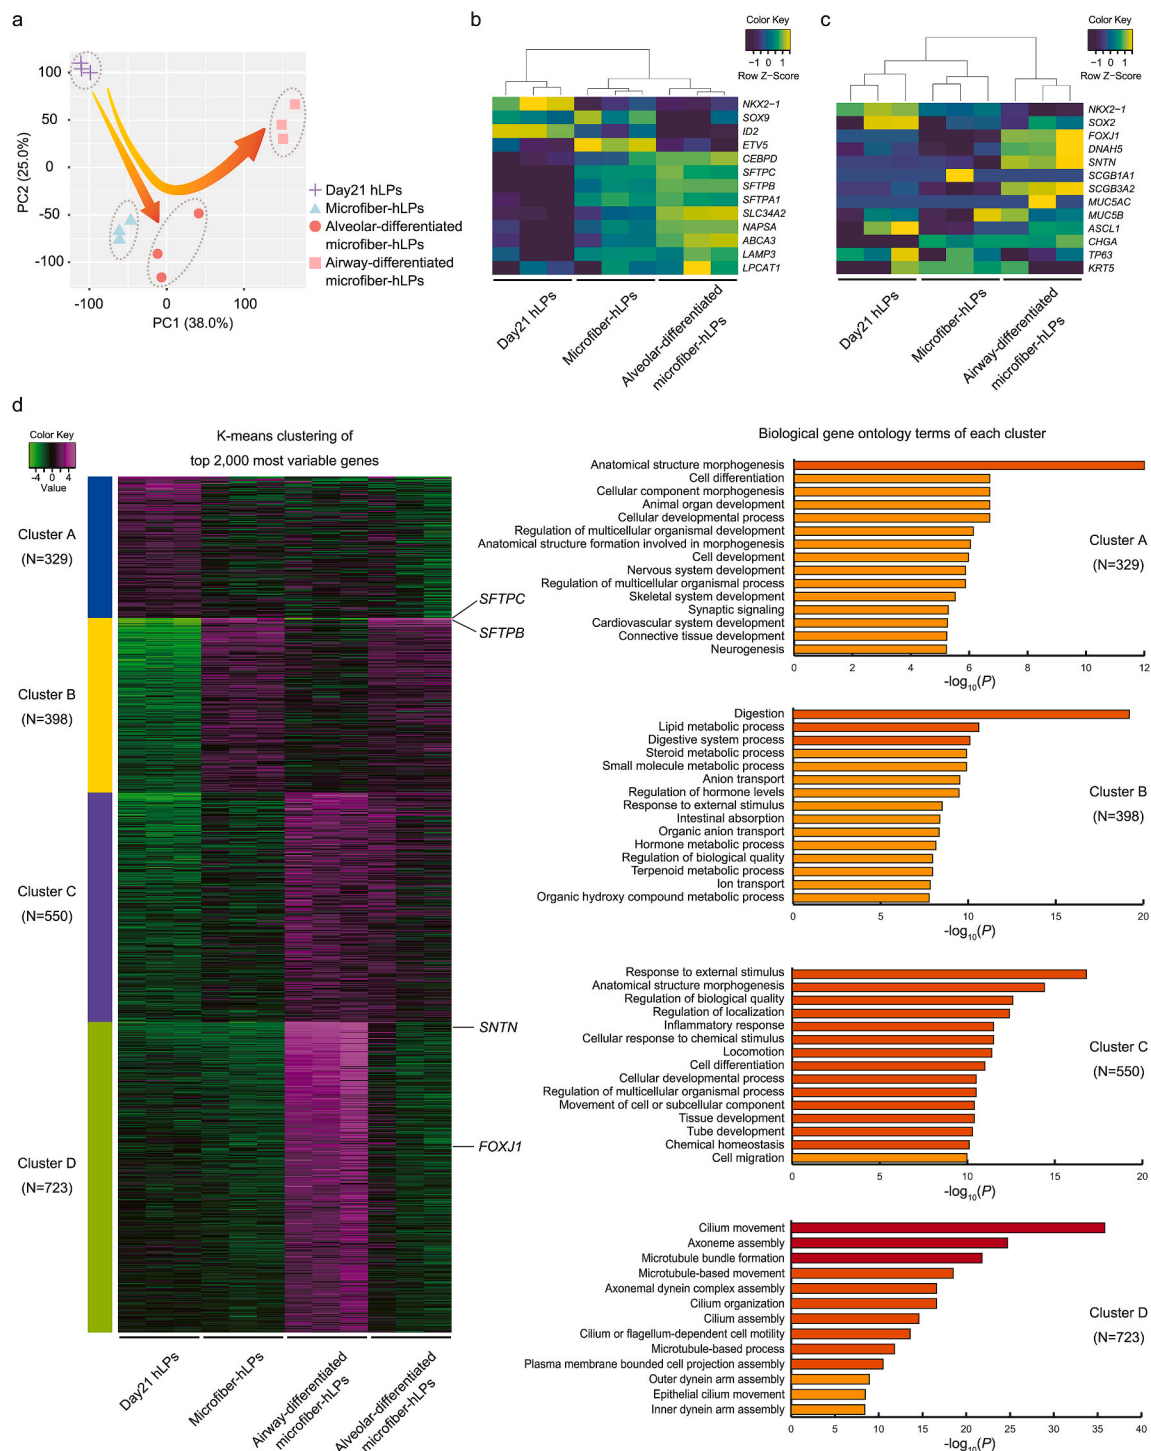 a
PC2 (25.0%)
100
50
0
-50
-100
-100
0
100
PC1 (38.0%)
Day21 hLPs
Microfiber-hLPs
Alveolar-differentiated
microfiber-hLPs
Airway-differentiated
microfiber-hLPs
b
Color Key
−1 0 1
Row Z−Score
NKX2−1
SOX9
ID2
ETV5
CEBPD
SFTPC
SFTPB
SFTPA1
SLC34A2
NAPSA
ABCA3
LAMP3
LPCAT1
Day21 hLPs
Microfiber-hLPs
Alveolar-differentiated
microfiber-hLPs
c
Color Key
−1 0 1
Row Z−Score
NKX2−1
SOX2
FOXJ1
DNAH5
SNTN
SCGB1A1
SCGB3A2
MUC5AC
MUC5B
ASCL1
CHGA
TP63
KRT5
Day21 hLPs
Microfiber-hLPs
Airway-differentiated
microfiber-hLPs
d
Color Key
-4 0 4
Value
K-means clustering of
top 2,000 most variable genes
Cluster A
(N=329)
Cluster B
(N=398)
Cluster C
(N=550)
Cluster D
(N=723)
SFTPC
SFTPB
SNTN
FOXJ1
Day21 hLPs
Microfiber-hLPs
Airway-differentiated
microfiber-hLPs
Alveolar-differentiated
microfiber-hLPs
Biological gene ontology terms of each cluster
Anatomical structure morphogenesis
Cell differentiation
Cellular component morphogenesis
Animal organ development
Cellular developmental process
Regulation of multicellular organismal development
Anatomical structure formation involved in morphogenesis
Cell development
Nervous system development
Regulation of multicellular organismal process
Skeletal system development
Synaptic signaling
Cardiovascular system development
Connective tissue development
Neurogenesis
Cluster A
(N=329)
0 2 4 6 8 10 12
-log10(P)
Digestion
Lipid metabolic process
Digestive system process
Steroid metabolic process
Small molecule metabolic process
Anion transport
Regulation of hormone levels
Response to external stimulus
Intestinal absorption
Organic anion transport
Hormone metabolic process
Regulation of biological quality
Terpenoid metabolic process
Ion transport
Organic hydroxy compound metabolic process
Cluster B
(N=398)
0 5 10 15 20
-log10(P)
Response to external stimulus
Anatomical structure morphogenesis
Regulation of biological quality
Regulation of localization
Inflammatory response
Cellular response to chemical stimulus
Locomotion
Cell differentiation
Cellular developmental process
Regulation of multicellular organismal process
Movement of cell or subcellular component
Tissue development
Tube development
Chemical homeostasis
Cell migration
Cluster C
(N=550)
0 5 10 15 20
-log10(P)
Cilium movement
Axoneme assembly
Microtubule bundle formation
Microtubule-based movement
Axonemal dynein complex assembly
Cilium organization
Cilium assembly
Cilium or flagellum-dependent cell motility
Microtubule-based process
Plasma membrane bounded cell projection assembly
Outer dynein arm assembly
Epithelial cilium movement
Inner dynein arm assembly
Cluster D
(N=723)
0 5 10 15 20 25 30 35 40
-log10(P)